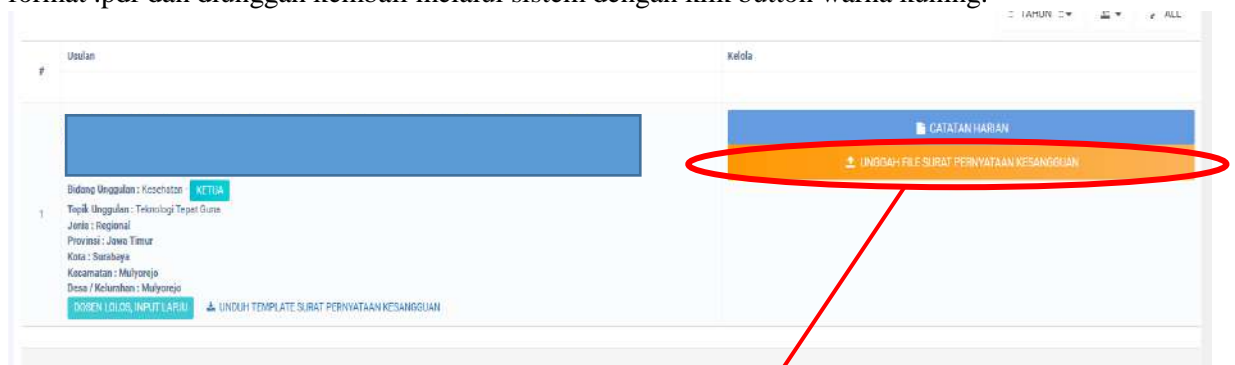 format .pdf dan diunggah kembali melalui sistem dengan klik button warna kuning.
TAHUN
ALL
Usulan
Kelola
#
CATATAN HARIAN
UNGGAH FILE SURAT PERNYATAAN KESANGGUAN
Bidang Unggulan : Kesehatan - KETUA
1
Topik Unggulan : Teknologi Tepat Guna
Jenis : Regional
Provinsi : Jawa Timur
Kota : Surabaya
Kecamatan : Mulyorejo
Desa / Kelurahan : Mulyorejo
DOSEN LOLOS, INPUT
UNDUH TEMPLATE SURAT PERNYATAAN KESANGGUAN